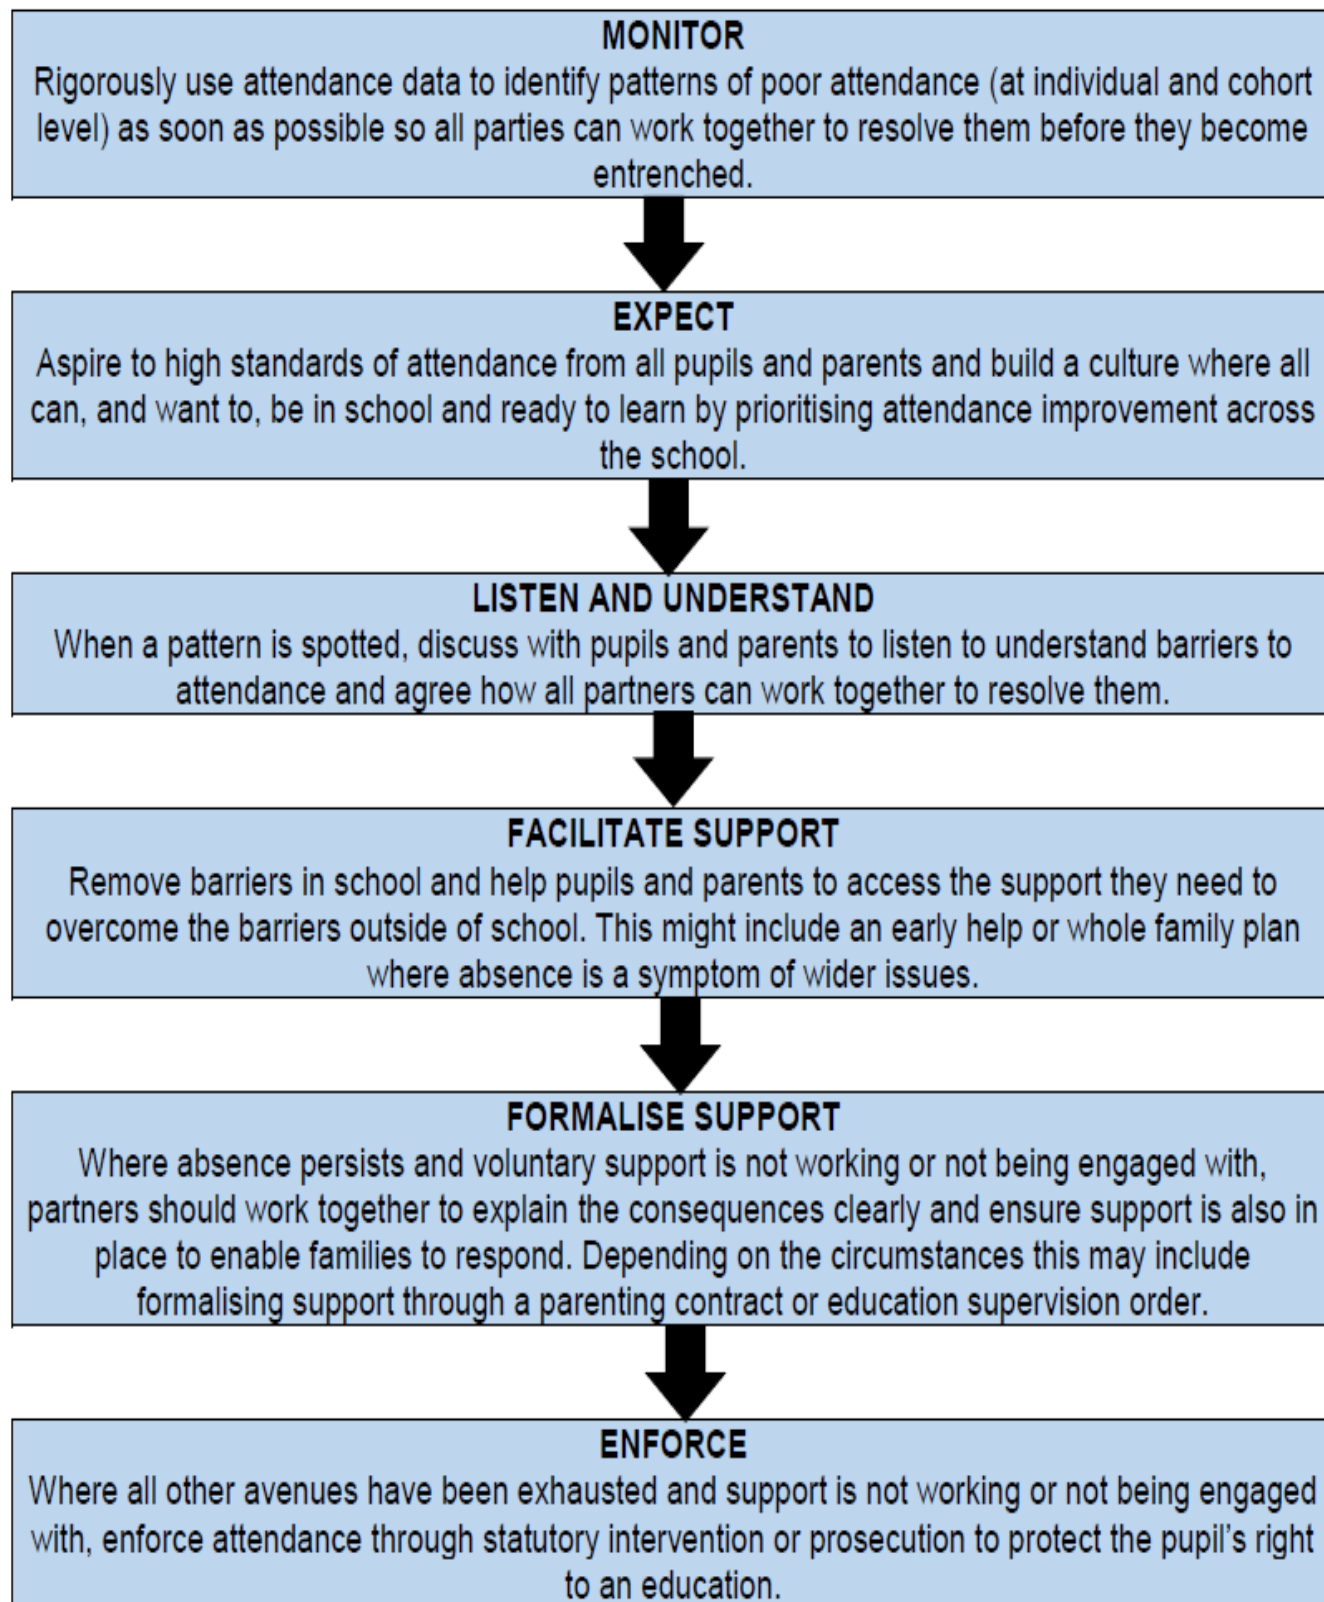 MONITOR
Rigorously use attendance data to identify patterns of poor attendance (at individual and cohort
level) as soon as possible so all parties can work together to resolve them before they become
entrenched.
EXPECT
Aspire to high standards of attendance from all pupils and parents and build a culture where all
can, and want to, be in school and ready to learn by prioritising attendance improvement across
the school.
LISTEN AND UNDERSTAND
When a pattern is spotted, discuss with pupils and parents to listen to understand barriers to
attendance and agree how all partners can work together to resolve them.
FACILITATE SUPPORT
Remove barriers in school and help pupils and parents to access the support they need to
overcome the barriers outside of school. This might include an early help or whole family plan
where absence is a symptom of wider issues.
FORMALISE SUPPORT
Where absence persists and voluntary support is not working or not being engaged with,
partners should work together to explain the consequences clearly and ensure support is also in
place to enable families to respond. Depending on the circumstances this may include
formalising support through a parenting contract or education supervision order.
ENFORCE
Where all other avenues have been exhausted and support is not working or not being engaged
with, enforce attendance through statutory intervention or prosecution to protect the pupil’s right
to an education.